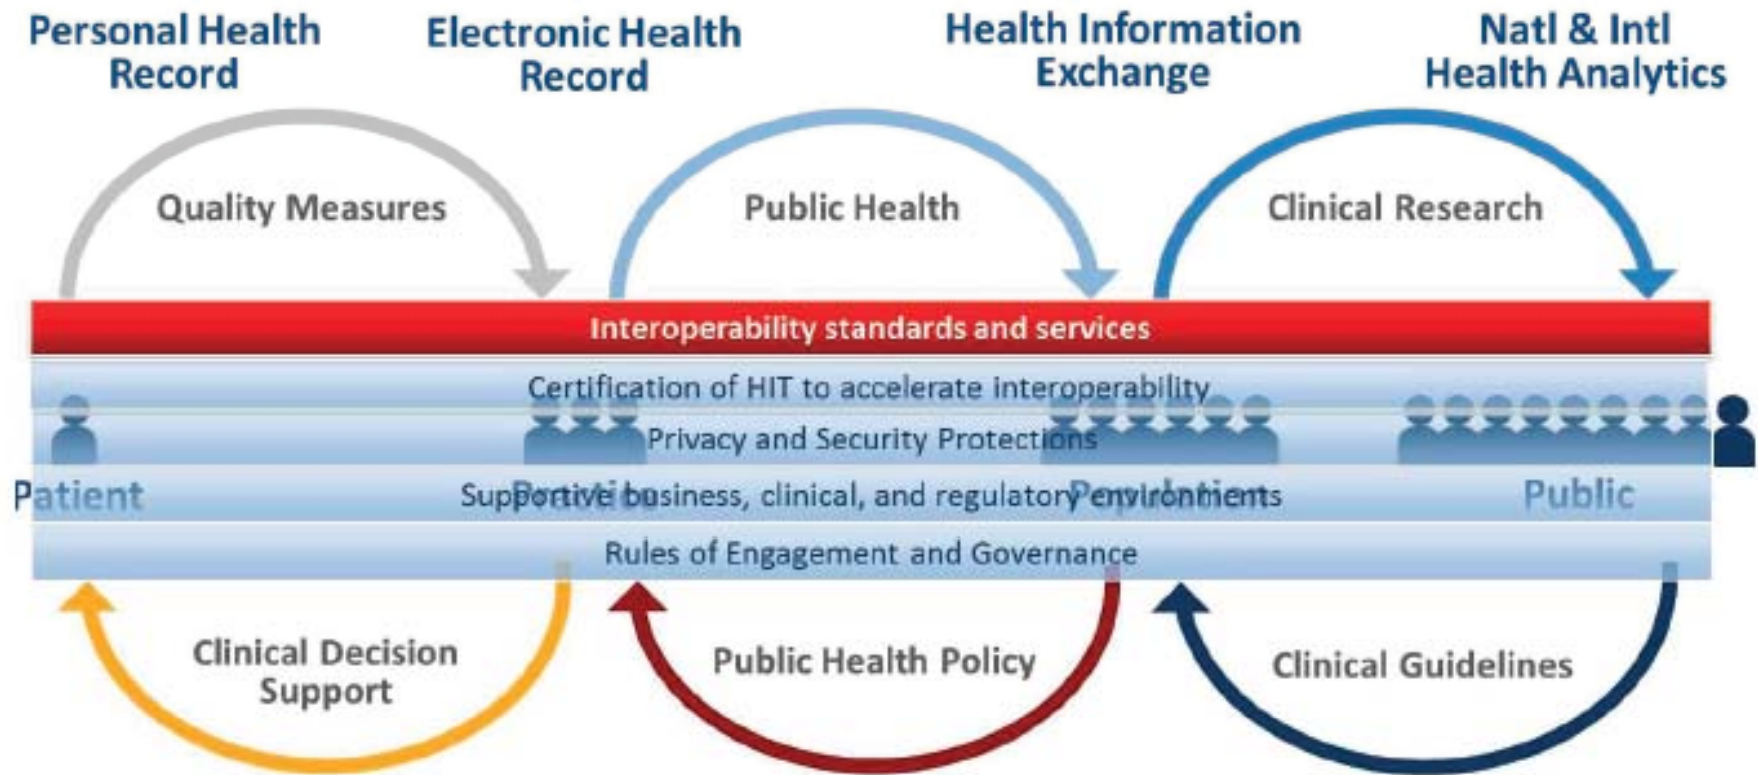 Personal Health
Record
Electronic Health
Record
Health Information
Exchange
Natl & Intl
Health Analytics
Quality Measures
Public Health
Clinical Research
Interoperability standards and services
Certification of HIT to accelerate interoperability
Privacy and Security Protections
Patient
Practice
Supportive business, clinical, and regulatory environments
Population
Public
Rules of Engagement and Governance
Clinical Decision
Support
Public Health Policy
Clinical Guidelines